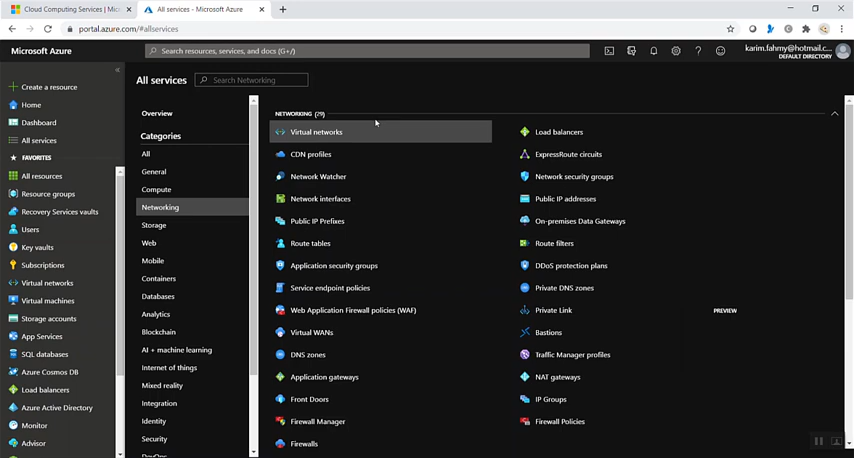 Cloud Computing Services | Mic
All services - Microsoft Azure
portal.azure.com/#allservices
Microsoft Azure
Search resources, services, and docs (G+/)
karim.fahmy@hotmail.c...
DEFAULT DIRECTORY
Create a resource
Home
Dashboard
All services
FAVORITES
All resources
Resource groups
Recovery Services vaults
Users
Key vaults
Subscriptions
Virtual networks
Virtual machines
Storage accounts
App Services
SQL databases
Azure Cosmos DB
Load balancers
Azure Active Directory
Monitor
Advisor
All services
Search Networking
Overview
Categories
All
General
Compute
Networking
Storage
Web
Mobile
Containers
Databases
Analytics
Blockchain
AI + machine learning
Internet of things
Mixed reality
Integration
Identity
Security
DevOps
NETWORKING (29)
Virtual networks
CDN profiles
Network Watcher
Network interfaces
Public IP Prefixes
Route tables
Application security groups
Service endpoint policies
Web Application Firewall policies (WAF)
Virtual WANs
DNS zones
Application gateways
Front Doors
Firewall Manager
Firewalls
Load balancers
ExpressRoute circuits
Network security groups
Public IP addresses
On-premises Data Gateways
Route filters
DDoS protection plans
Private DNS zones
Private Link
PREVIEW
Bastions
Traffic Manager profiles
NAT gateways
IP Groups
Firewall Policies